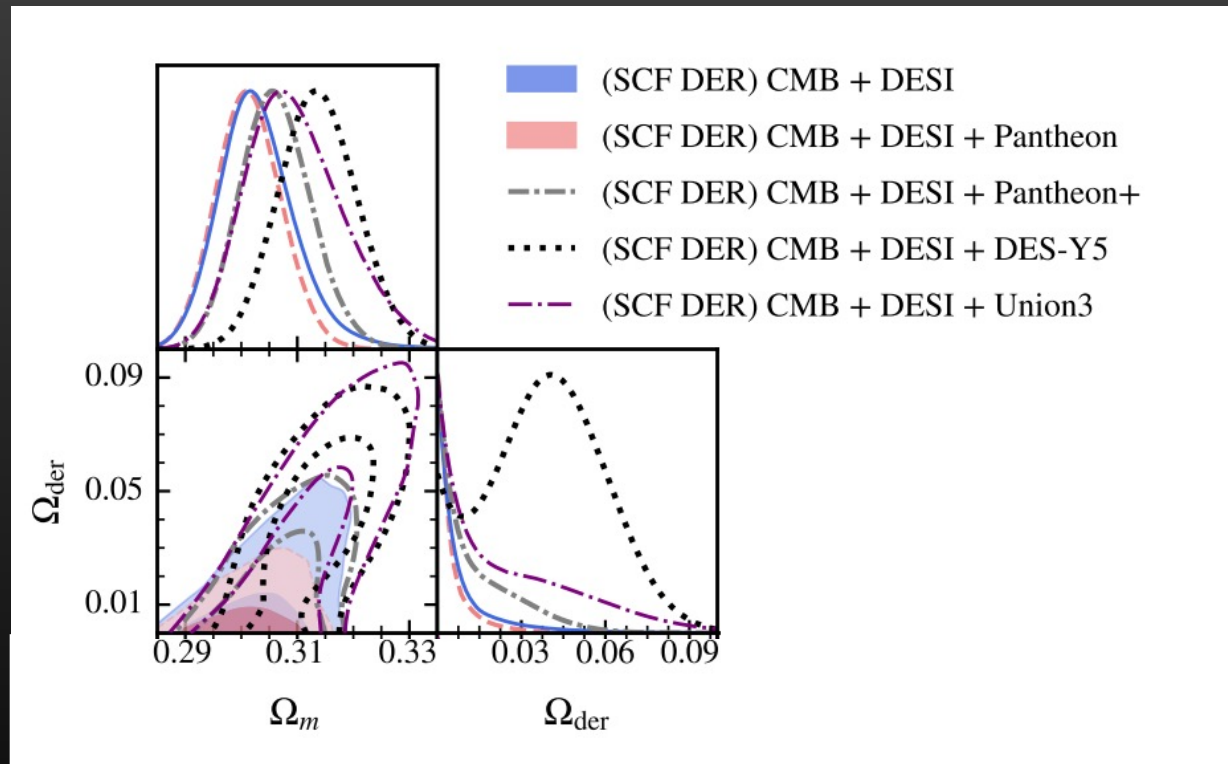 (SCF DER) CMB + DESI
(SCF DER) CMB + DESI + Pantheon
(SCF DER) CMB + DESI + Pantheon+
(SCF DER) CMB + DESI + DES-Y5
(SCF DER) CMB + DESI + Union3
0.09
0.05
0.01
Ωder
0.29 0.31 0.33 0.03 0.06 0.09
Ωm Ωder